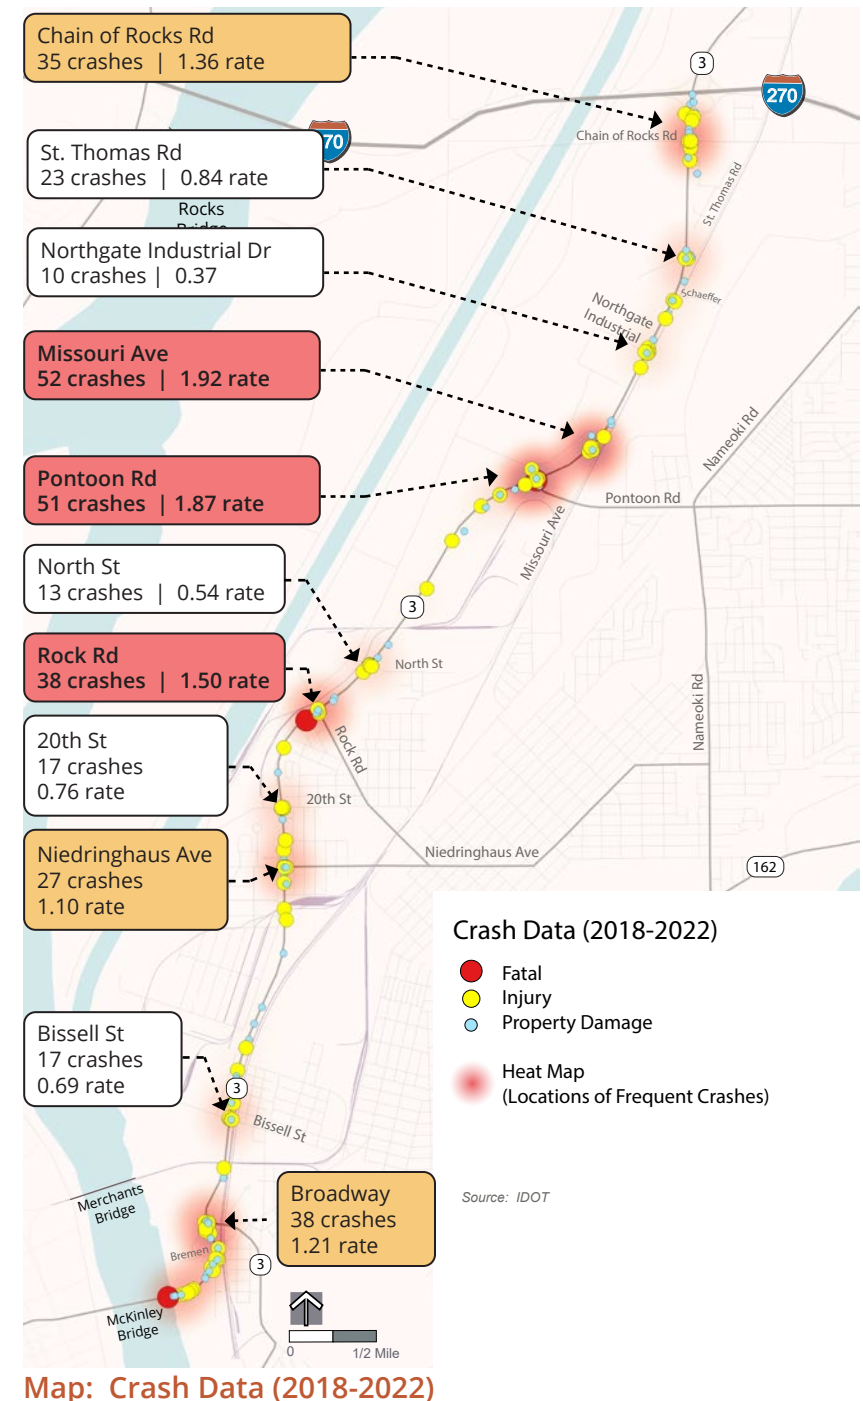 Chain of Rocks Rd
35 crashes | 1.36 rate
3
270
70
Chain of Rocks Rd
St. Thomas Rd
23 crashes | 0.84 rate
St. Thomas Rd
Rocks
Bridge
Northgate Industrial Dr
10 crashes | 0.37
Schaeffer
Northgate
Industrial
Missouri Ave
52 crashes | 1.92 rate
Nameoki Rd
Pontoon Rd
51 crashes | 1.87 rate
Pontoon Rd
Missouri Ave
North St
13 crashes | 0.54 rate
3
North St
Rock Rd
38 crashes | 1.50 rate
Nameoki Rd
Rock Rd
20th St
17 crashes
0.76 rate
20th St
Niedringhaus Ave
27 crashes
1.10 rate
Niedringhaus Ave
162
Crash Data (2018-2022)
Fatal
Injury
Property Damage
Heat Map
(Locations of Frequent Crashes)
Source: IDOT
Bissell St
17 crashes
0.69 rate
3
Bissell St
Merchants
Bridge
Broadway
38 crashes
1.21 rate
Bremen
3
McKinley
Bridge
0
1/2 Mile
Map: Crash Data (2018-2022)